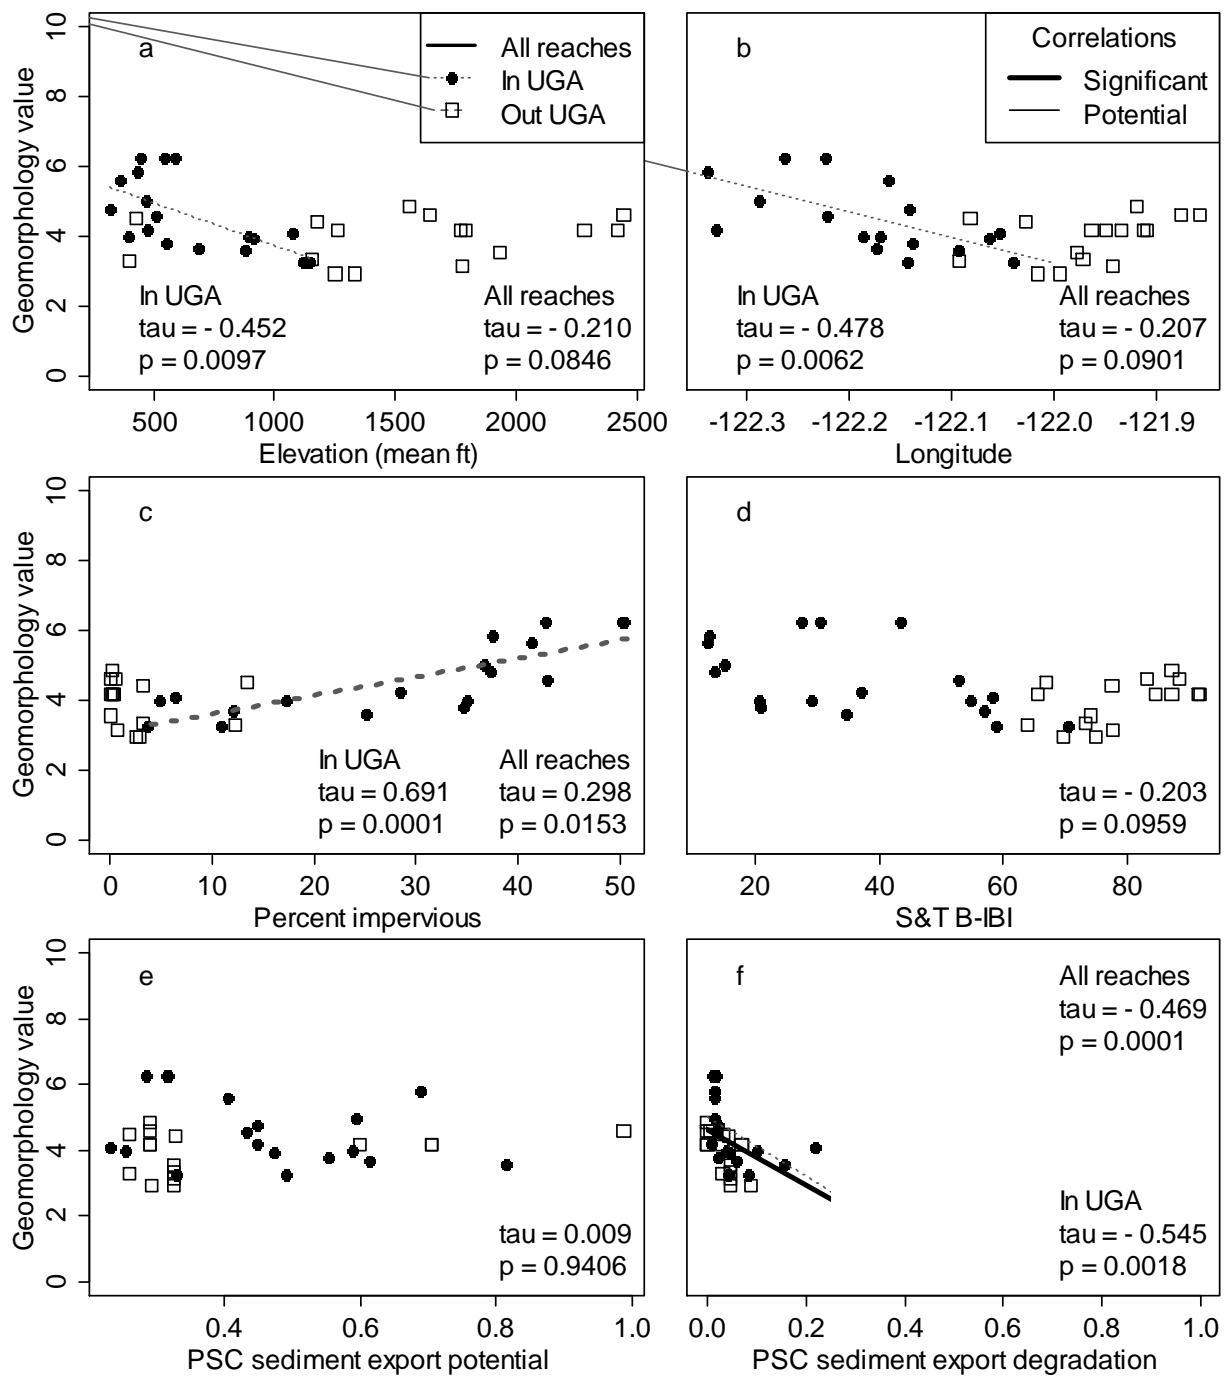 a
All reaches
In UGA
Out UGA
Geomorphology value
0 2 4 6 8 10
In UGA
tau = - 0.452
p = 0.0097
All reaches
tau = - 0.210
p = 0.0846
500 1000 1500 2000 2500
Elevation (mean ft)
b
Correlations
Significant
Potential
In UGA
tau = - 0.478
p = 0.0062
All reaches
tau = - 0.207
p = 0.0901
-122.3 -122.2 -122.1 -122.0 -121.9
Longitude
c
Geomorphology value
0 2 4 6 8 10
In UGA
tau = 0.691
p = 0.0001
All reaches
tau = 0.298
p = 0.0153
0 10 20 30 40 50
Percent impervious
d
tau = - 0.203
p = 0.0959
20 40 60 80
S&T B-IBI
e
Geomorphology value
0 2 4 6 8 10
tau = 0.009
p = 0.9406
0.4 0.6 0.8 1.0
PSC sediment export potential
f
All reaches
tau = - 0.469
p = 0.0001
In UGA
tau = - 0.545
p = 0.0018
0.0 0.2 0.4 0.6 0.8 1.0
PSC sediment export degradation